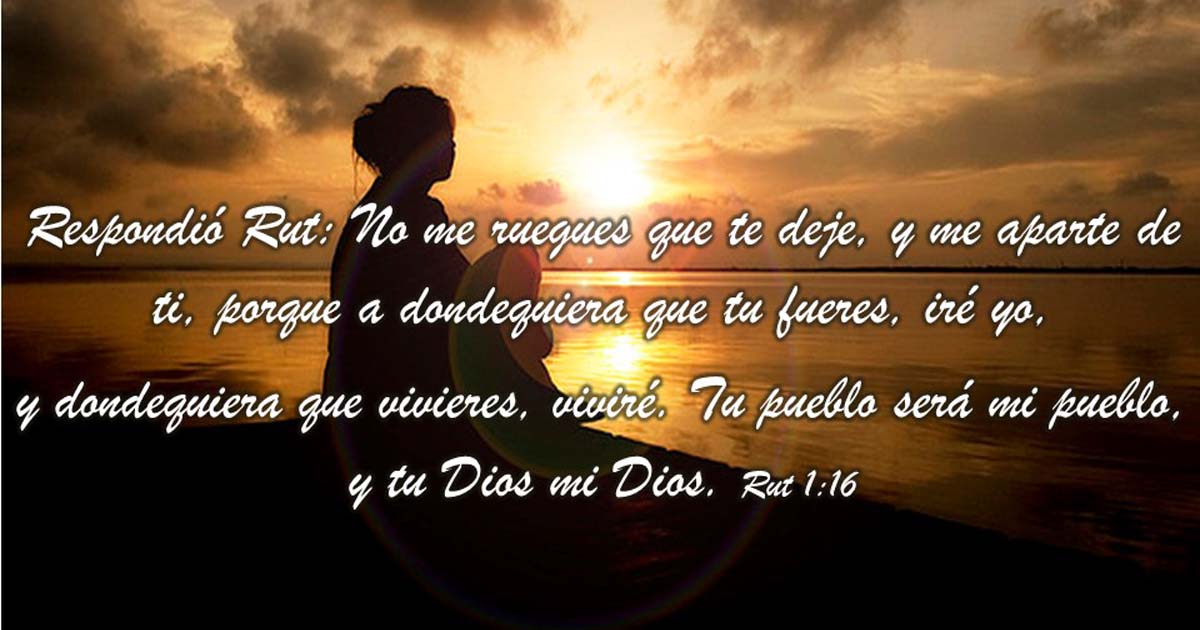 Respondió Rut: No me ruegues que te deje, y me aparte de
ti, porque a dondequiera que tu fueres, iré yo,
y dondequiera que vivieres, viviré. Tu pueblo será mi pueblo,
y tu Dios mi Dios. Rut 1:16